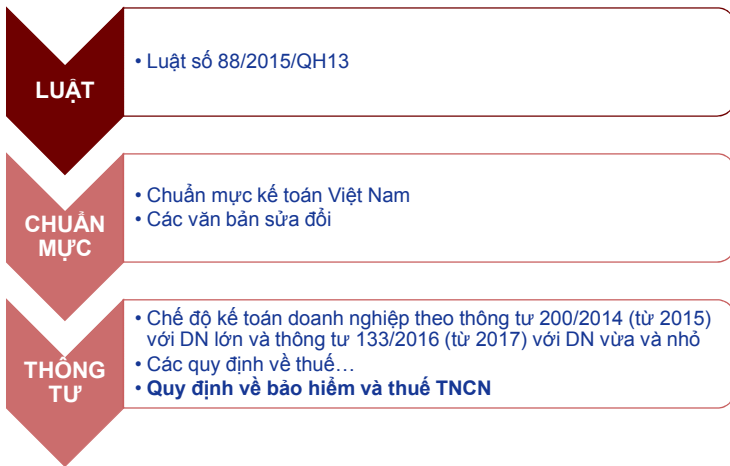 LUẬT
• Luật số 88/2015/QH13
CHUẨN
MỰC
• Chuẩn mực kế toán Việt Nam
• Các văn bản sửa đổi
THÔNG
TƯ
• Chế độ kế toán doanh nghiệp theo thông tư 200/2014 (từ 2015)
với DN lớn và thông tư 133/2016 (từ 2017) với DN vừa và nhỏ
• Các quy định về thuế…
• Quy định về bảo hiểm và thuế TNCN